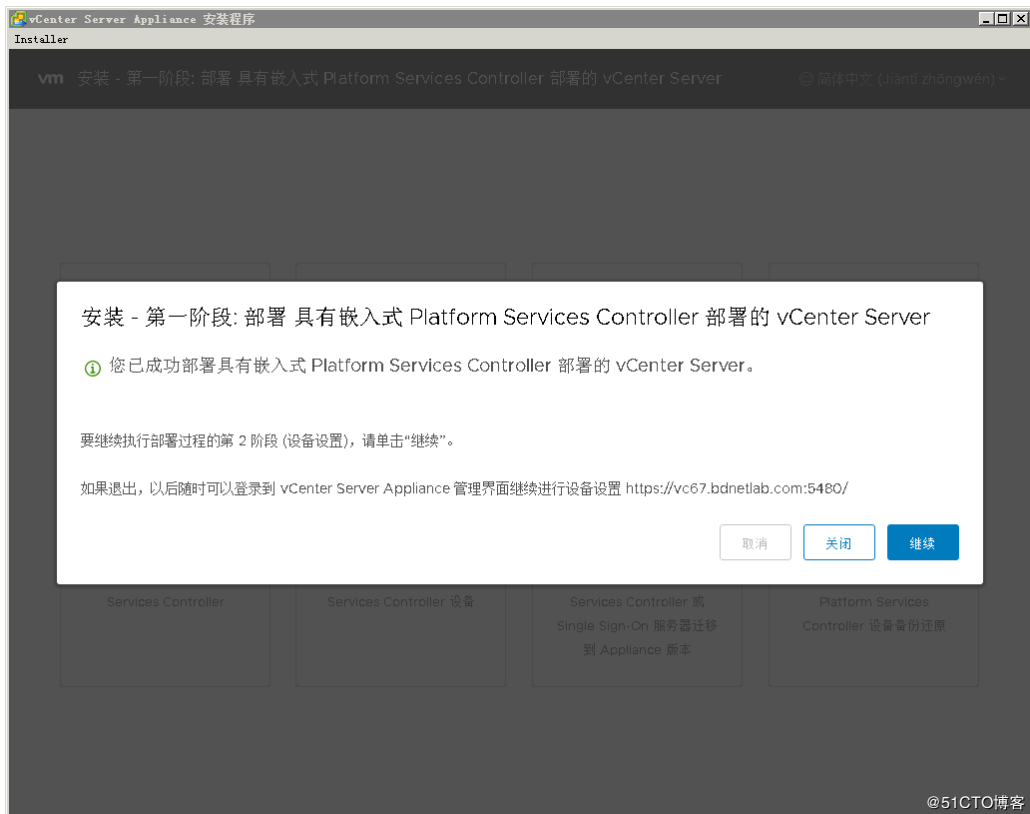 vCenter Server Appliance 安装程序
Installer
vm 安装 - 第一阶段: 部署 具有嵌入式 Platform Services Controller 部署的 vCenter Server
简体中文 (Jiăntĭ zhōngwén)
安装 - 第一阶段: 部署 具有嵌入式 Platform Services Controller 部署的 vCenter Server
您已成功部署具有嵌入式 Platform Services Controller 部署的 vCenter Server。
要继续执行部署过程的第 2 阶段 (设备设置)，请单击“继续”。
如果退出，以后随时可以登录到 vCenter Server Appliance 管理界面继续进行设备设置 https://vc67.bdnetlab.com:5480/
取消 关闭 继续
Services Controller
Services Controller 设备
Services Controller 或
Single Sign-On 服务器迁移
到 Appliance 版本
Platform Services
Controller 设备备份还原
@51CTO博客